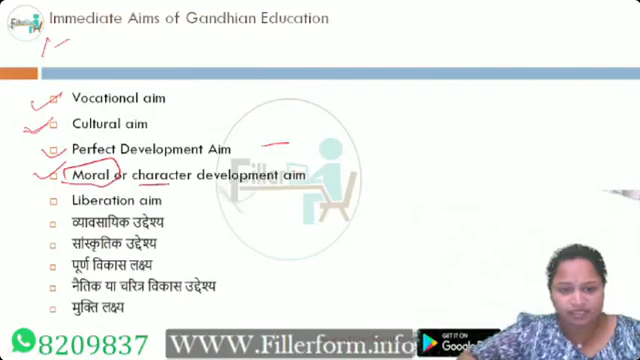 Immediate Aims of Gandhian Education
Vocational aim
Cultural aim
Perfect Development Aim
Moral or character development aim
Liberation aim
व्यावसायिक उद्देश्य
सांस्कृतिक उद्देश्य
पूर्ण विकास लक्ष्य
नैतिक या चरित्र विकास उद्देश्य
मुक्ति लक्ष्य
8209837 WWW.Fillerform.info
GET IT ON